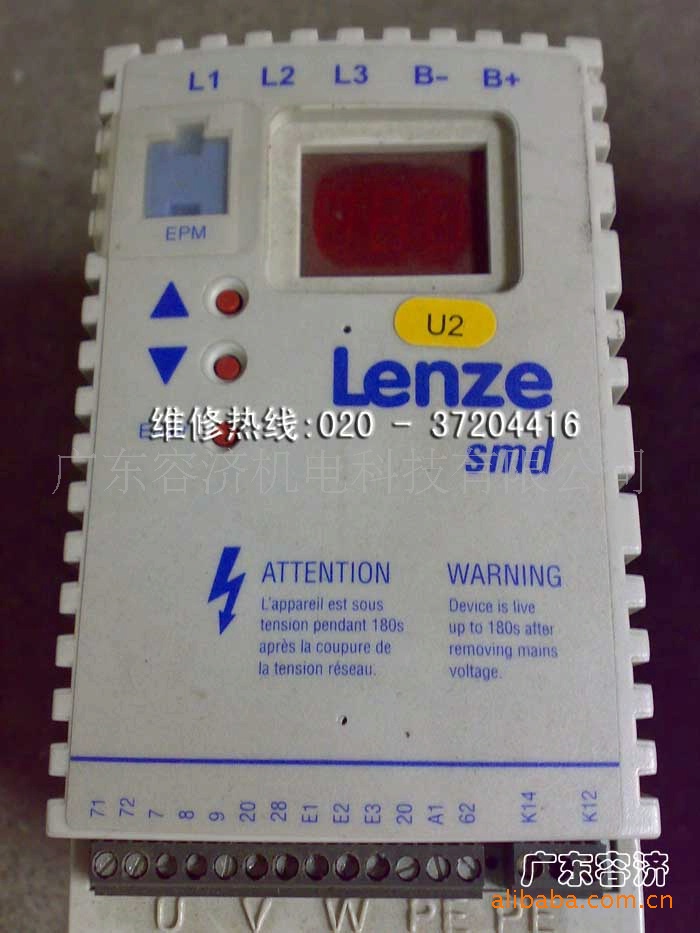 L1 L2 L3 B- B+
EPM
U2
Lenze
维修热线:020 - 37204416
smd
广东容济机电科技有限公司
ATTENTION
L'appareil est sous
tension pendant 180s
après la coupure de
la tension réseau.
WARNING
Device is live
up to 180s after
removing mains
voltage.
71 72 7 8 9 20 28 E1 E2 E3 20 A1 62 K14 K12
广东容济
U V W PE PE
alibaba.com.cn